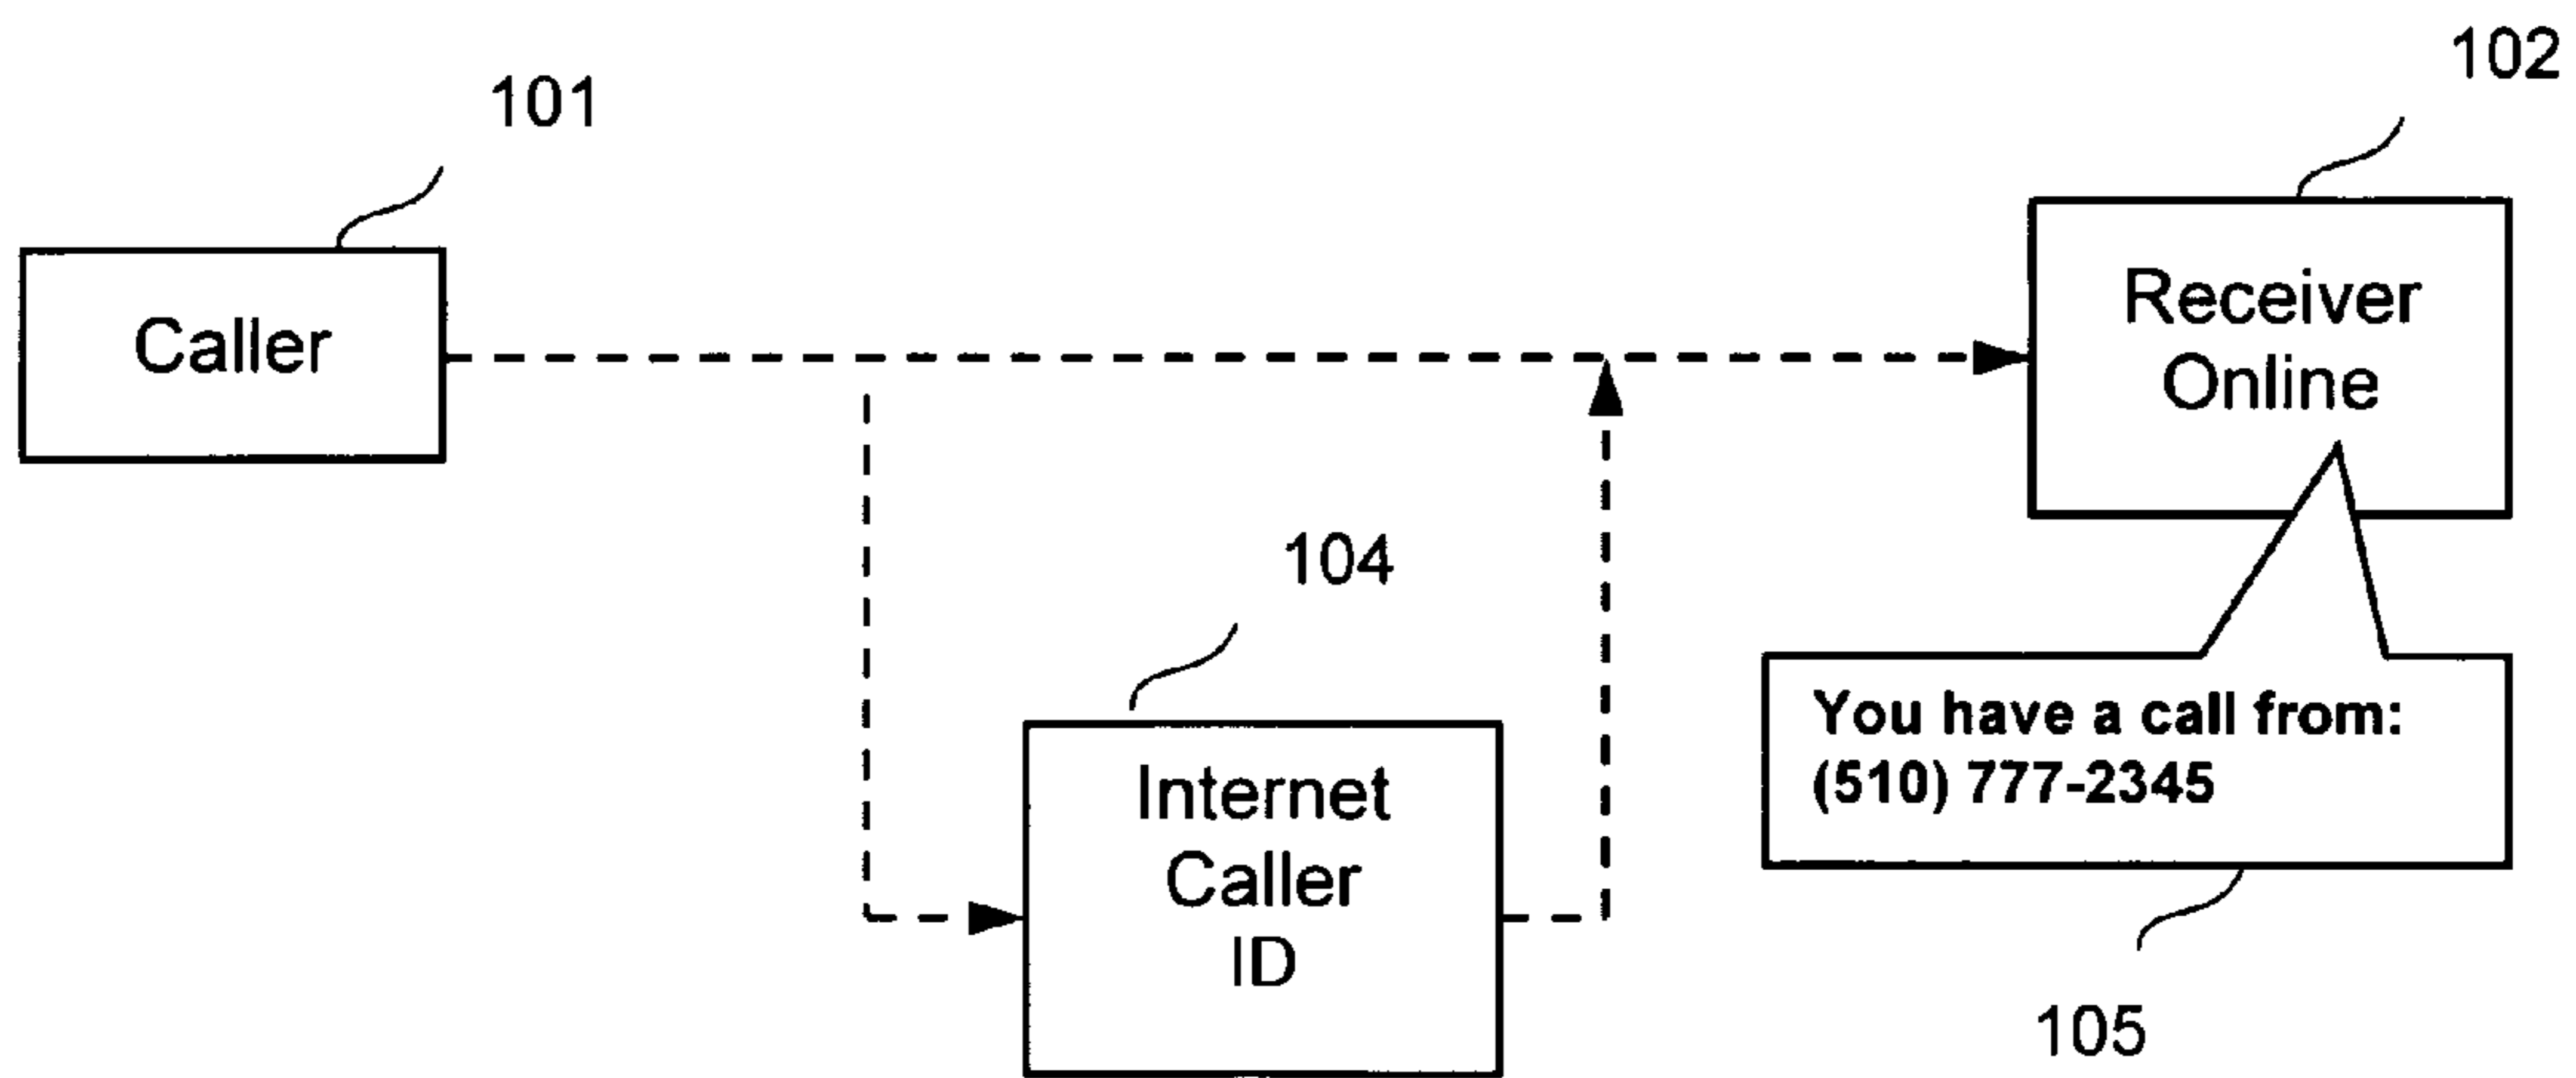 101
102
Caller
Receiver
Online
104
You have a call from:
(510) 777-2345
Internet
Caller
ID
105